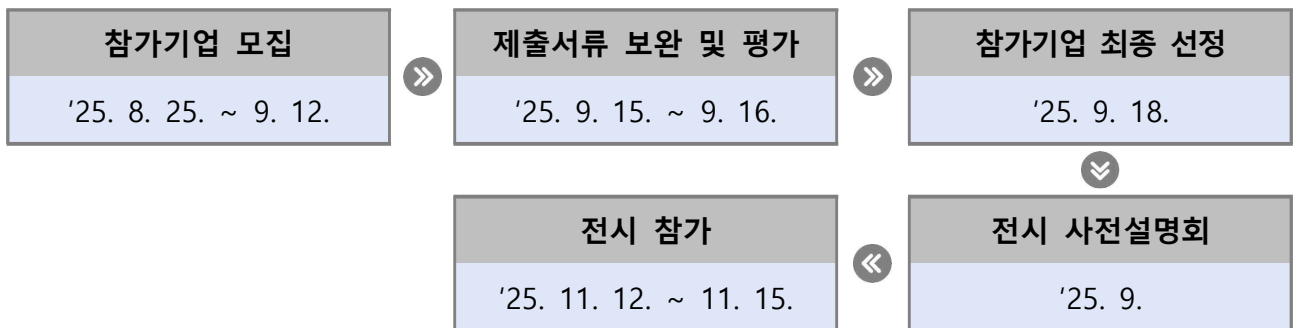 참가기업 모집
'25. 8. 25. ~ 9. 12.
제출서류 보완 및 평가
'25. 9. 15. ~ 9. 16.
참가기업 최종 선정
'25. 9. 18.
전시 사전설명회
'25. 9.
전시 참가
'25. 11. 12. ~ 11. 15.